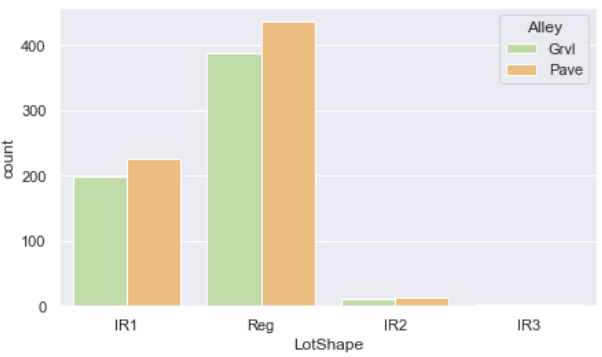 Alley
Grvl
Pave
400
300
200
100
0
count
IR1 Reg IR2 IR3
LotShape